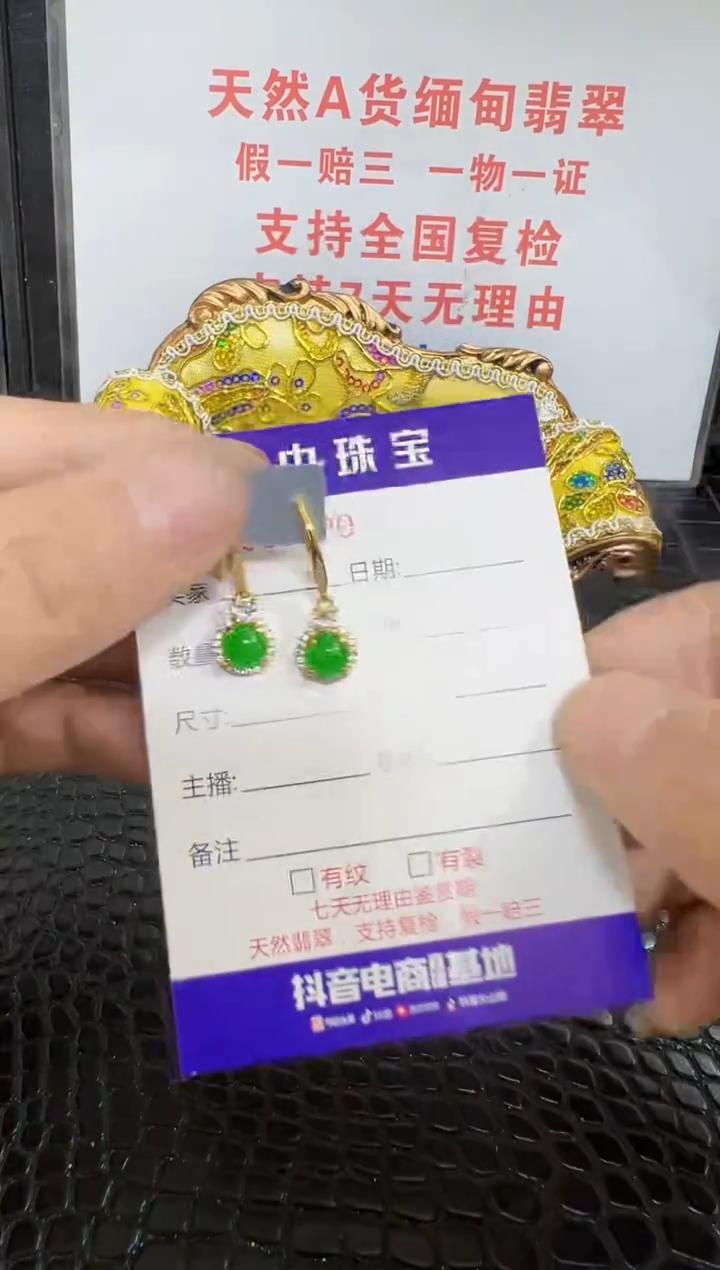 天然A货缅甸翡翠
假一赔三 一物一证
支持全国复检
7天无理由
珠宝
日期:
数量
尺寸:
主播:
备注
有纹 有裂
七天无理由鉴赏期
天然翡翠 支持复检 假一赔三
抖音电商 基地